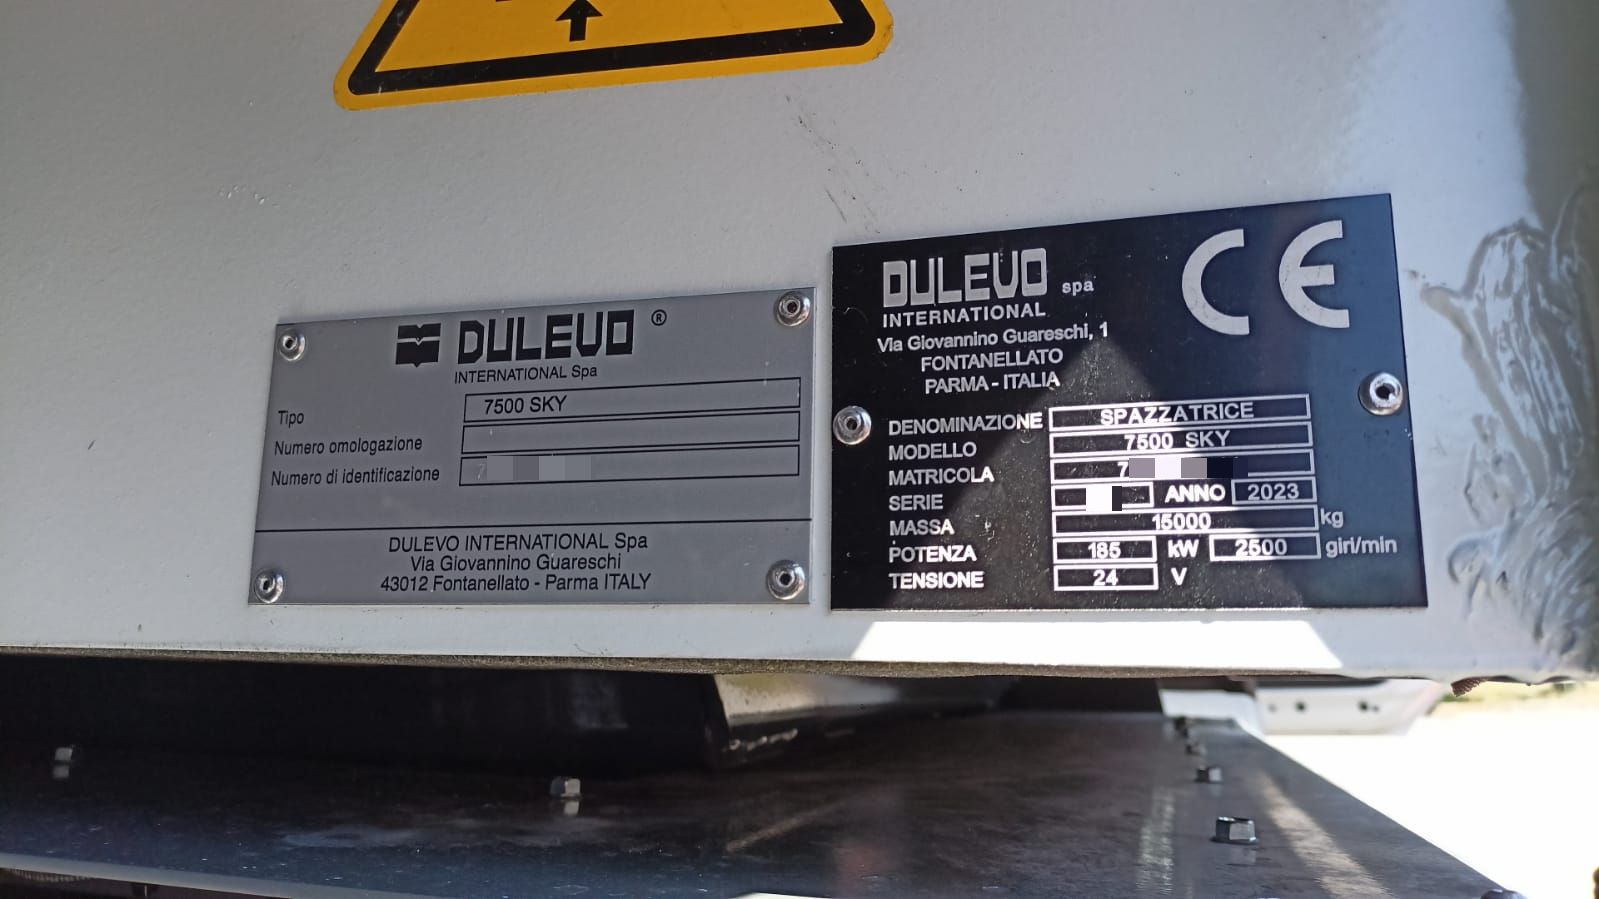 DULEVO ®
INTERNATIONAL Spa
Tipo 7500 SKY
Numero omologazione
Numero di identificazione 7
DULEVO INTERNATIONAL Spa
Via Giovannino Guareschi
43012 Fontanellato - Parma ITALY
DULEVO spa CE
INTERNATIONAL
Via Giovannino Guareschi, 1
FONTANELLATO
PARMA - ITALIA
DENOMINAZIONE SPAZZATRICE
MODELLO 7500 SKY
MATRICOLA 7
SERIE ANNO 2023
MASSA 15000 kg
POTENZA 185 kW 2500 giri/min
TENSIONE 24 V